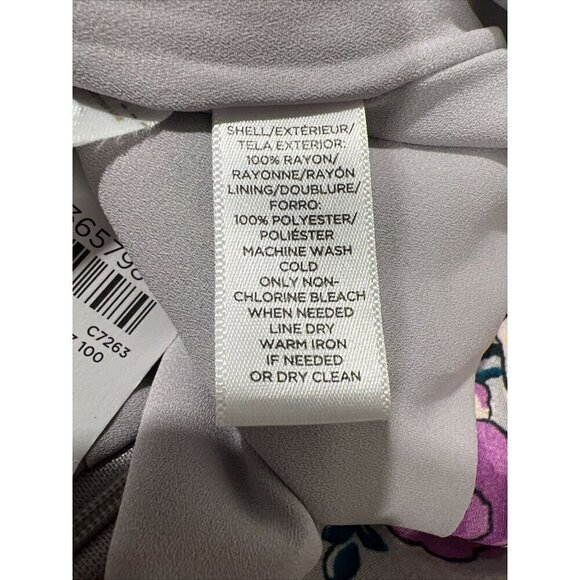 SHELL/EXTÉRIEUR/
TELA EXTERIOR:
100% RAYON/
RAYONNE/RAYÓN
LINING/DOUBLURE/
FORRO:
100% POLYESTER/
POLIÉSTER
MACHINE WASH
COLD
ONLY NON-
CHLORINE BLEACH
WHEN NEEDED
LINE DRY
WARM IRON
IF NEEDED
OR DRY CLEAN
C7263
100